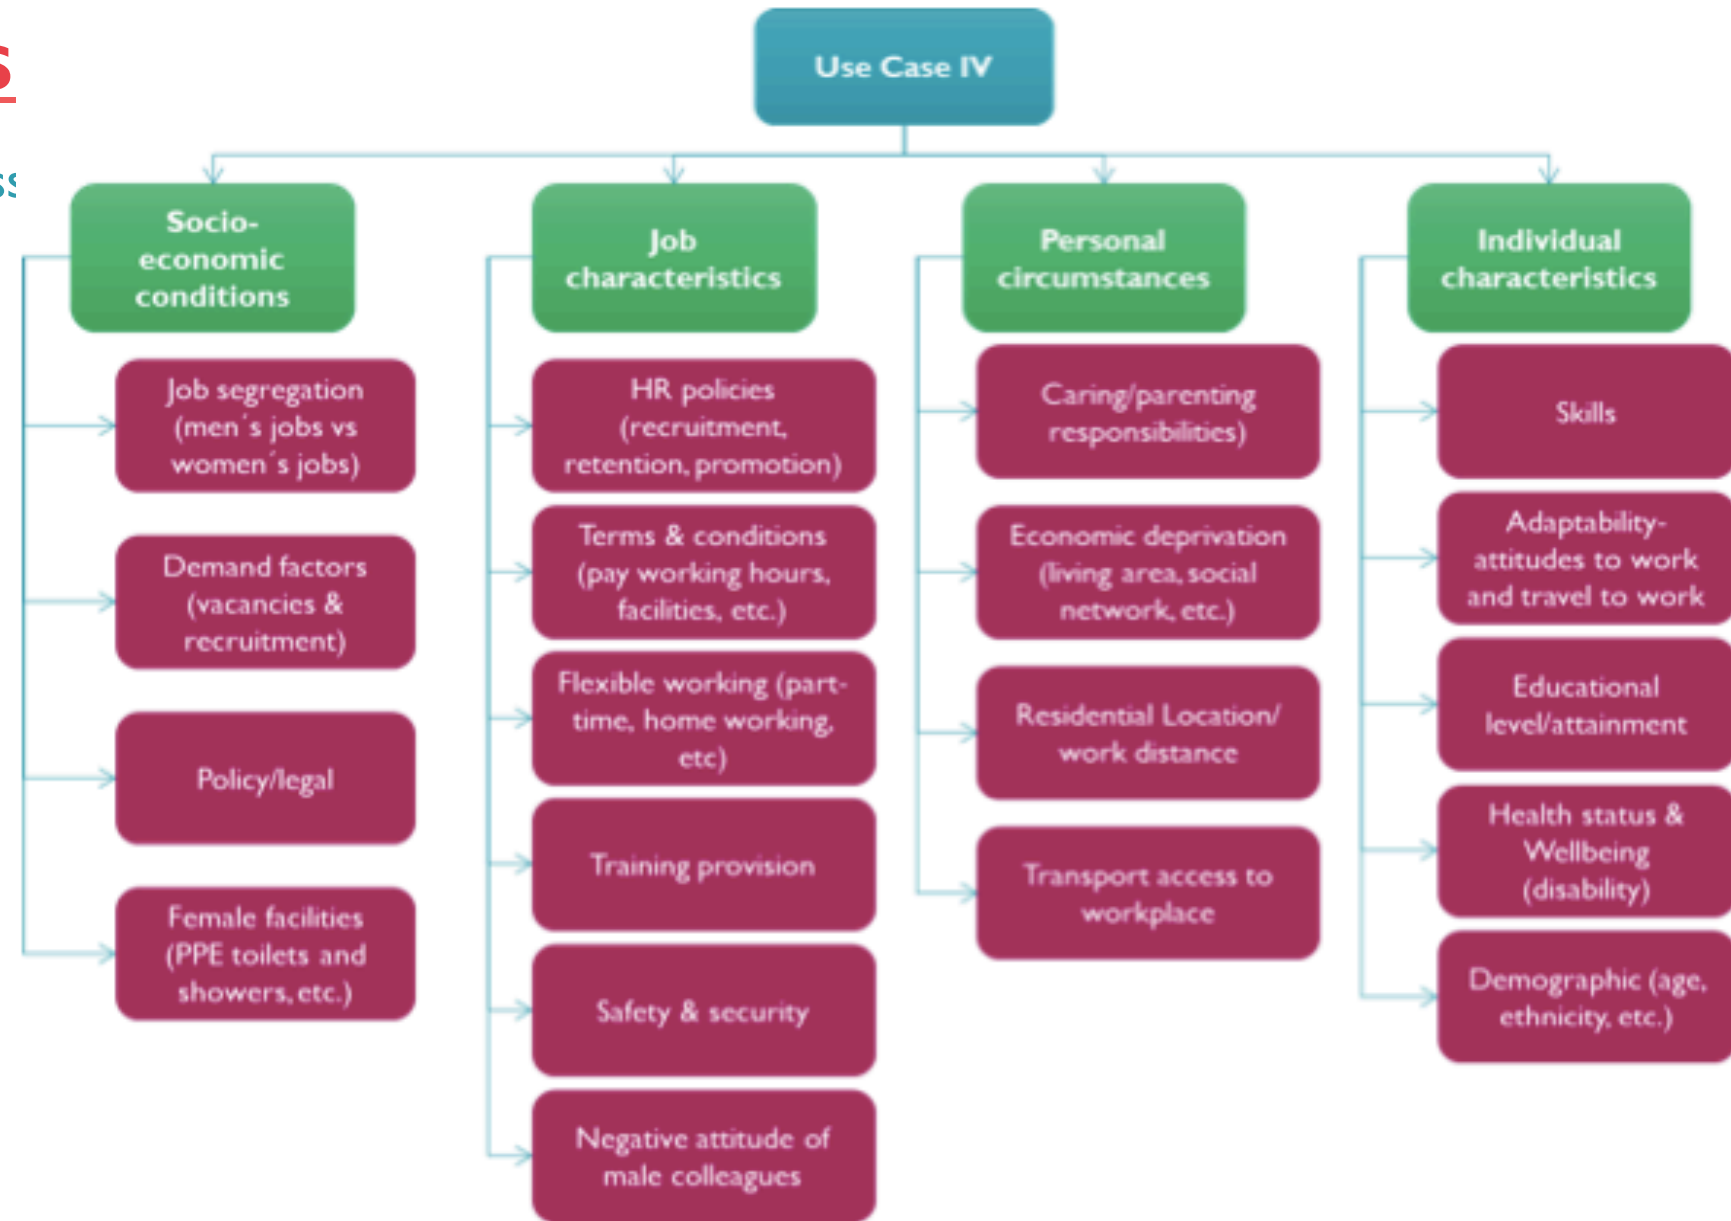 s
ss
Use Case IV
Socio-
economic
conditions
Job segregation
(men´s jobs vs
women´s jobs)
Demand factors
(vacancies &
recruitment)
Policy/legal
Female facilities
(PPE toilets and
showers, etc.)
Job
characteristics
HR policies
(recruitment,
retention, promotion)
Terms & conditions
(pay working hours,
facilities, etc.)
Flexible working (part-
time, home working,
etc)
Training provision
Safety & security
Negative attitude of
male colleagues
Personal
circumstances
Caring/parenting
responsibilities)
Economic deprivation
(living area, social
network, etc.)
Residential Location/
work distance
Transport access to
workplace
Individual
characteristics
Skills
Adaptability-
attitudes to work
and travel to work
Educational
level/attainment
Health status &
Wellbeing
(disability)
Demographic (age,
ethnicity, etc.)